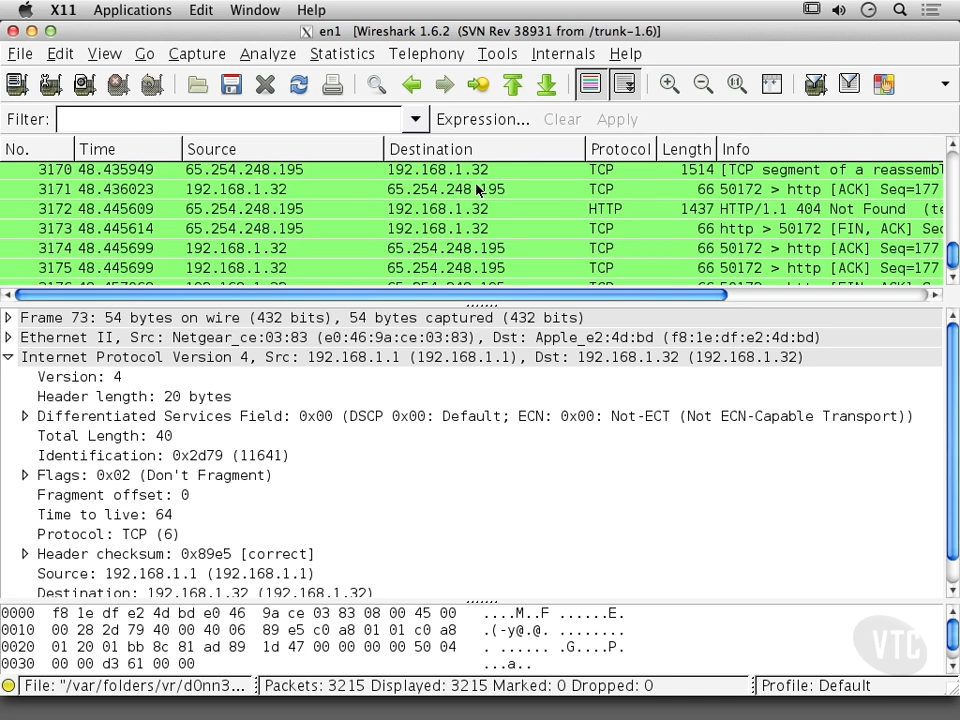 X11 Applications Edit Window Help
en1 [Wireshark 1.6.2 (SVN Rev 38931 from /trunk-1.6)]
File Edit View Go Capture Analyze Statistics Telephony Tools Internals Help
Filter: Expression... Clear Apply
No. Time Source Destination Protocol Length Info
3170 48.435949 65.254.248.195 192.168.1.32 TCP 1514 [TCP segment of a reassembl
3171 48.436023 192.168.1.32 65.254.248.195 TCP 66 50172 > http [ACK] Seq=177
3172 48.445609 65.254.248.195 192.168.1.32 HTTP 1437 HTTP/1.1 404 Not Found (te
3173 48.445614 65.254.248.195 192.168.1.32 TCP 66 http > 50172 [FIN, ACK] Sec
3174 48.445699 192.168.1.32 65.254.248.195 TCP 66 50172 > http [ACK] Seq=177
3175 48.445699 192.168.1.32 65.254.248.195 TCP 66 50172 > http [ACK] Seq=177
Frame 73: 54 bytes on wire (432 bits), 54 bytes captured (432 bits)
Ethernet II, Src: Netgear_ce:03:83 (e0:46:9a:ce:03:83), Dst: Apple_e2:4d:bd (f8:1e:df:e2:4d:bd)
Internet Protocol Version 4, Src: 192.168.1.1 (192.168.1.1), Dst: 192.168.1.32 (192.168.1.32)
Version: 4
Header length: 20 bytes
Differentiated Services Field: 0x00 (DSCP 0x00: Default; ECN: 0x00: Not-ECT (Not ECN-Capable Transport))
Total Length: 40
Identification: 0x2d79 (11641)
Flags: 0x02 (Don't Fragment)
Fragment offset: 0
Time to live: 64
Protocol: TCP (6)
Header checksum: 0x89e5 [correct]
Source: 192.168.1.1 (192.168.1.1)
Destination: 192.168.1.32 (192.168.1.32)
0000 f8 1e df e2 4d bd e0 46 9a ce 03 83 08 00 45 00 ....M..F ......E.
0010 00 28 2d 79 40 00 40 06 89 e5 c0 a8 01 01 c0 a8 .(-y@.@. ........
0020 01 20 01 bb 8c 81 ad 89 1d 47 00 00 00 00 50 04 . ...... .G....P.
0030 00 00 d3 61 00 00 ...a..
VTC
File: "/var/folders/vr/d0nn3... Packets: 3215 Displayed: 3215 Marked: 0 Dropped: 0 Profile: Default